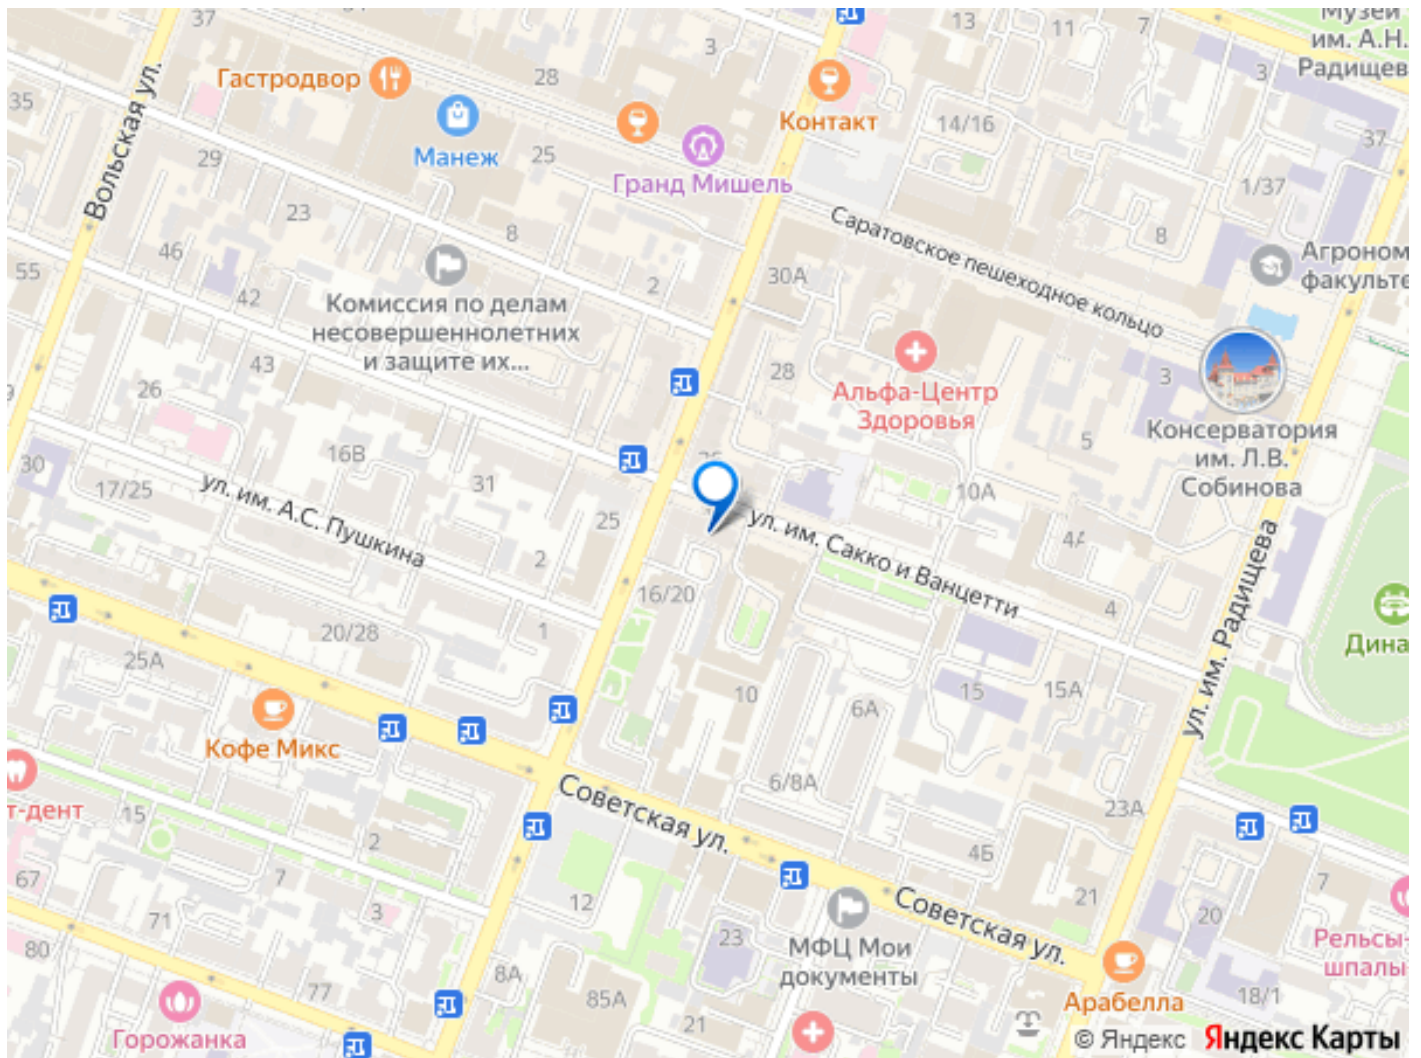 37
13
11
7
Музей
им. А.Н.
Радищев
3
3
28
Гастродвор
Вольская ул.
35
Контакт
14/16
37
Манеж
25
29
Гранд Мишель
1/37
23
Саратовское пешеходное кольцо
8
8
Агроном
факульте
46
55
30А
2
42
Комиссия по делам
несовершеннолетних
и защите их...
43
28
3
26
Альфа-Центр
Здоровья
Консерватория
им. Л.В.
Собинова
5
16В
30
17/25
ул. им. А.С. Пушкина
31
10А
25
ул. им. Сакко и Ванцетти
2
16/20
4
ул. им. Радищева
20/28
1
Дина
25А
10
15
15А
6А
Кофе Микс
6/8А
Советская ул.
23А
т-дент
15
2
4Б
67
7
3
12
21
7
Советская ул.
71
20
80
23
МФЦ Мои
документы
Рельсы-
шпалы
8А
77
85А
21
Арабелла
18/1
Горожанка
© Яндекс Яндекс Карты